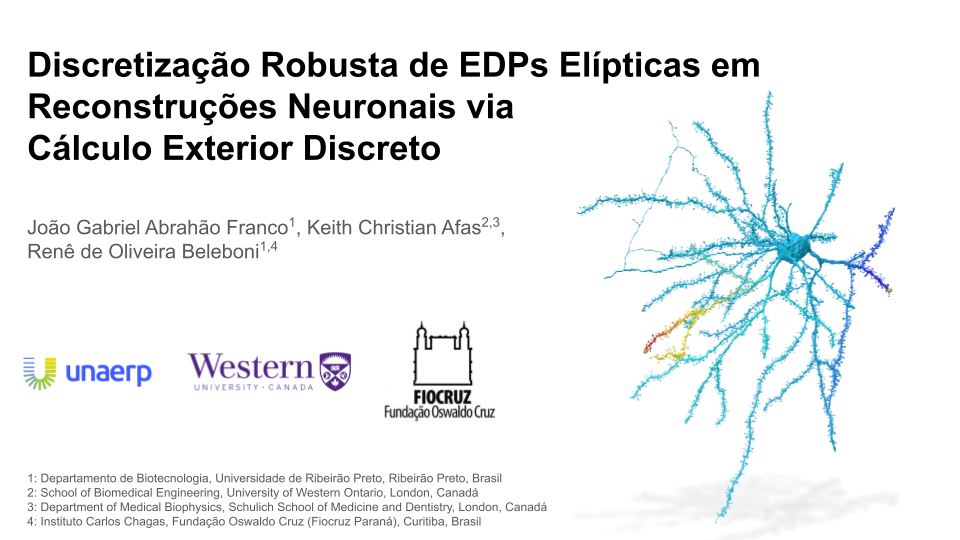 Discretização Robusta de EDPs Elípticas em
Reconstruções Neuronais via
Cálculo Exterior Discreto
João Gabriel Abrahão Franco1, Keith Christian Afas2,3,
Renê de Oliveira Beleboni1,4
unaerp
Western
UNIVERSITY · CANADA
FIOCRUZ
Fundação Oswaldo Cruz
1: Departamento de Biotecnologia, Universidade de Ribeirão Preto, Ribeirão Preto, Brasil
2: School of Biomedical Engineering, University of Western Ontario, London, Canadá
3: Department of Medical Biophysics, Schulich School of Medicine and Dentistry, London, Canadá
4: Instituto Carlos Chagas, Fundação Oswaldo Cruz (Fiocruz Paraná), Curitiba, Brasil